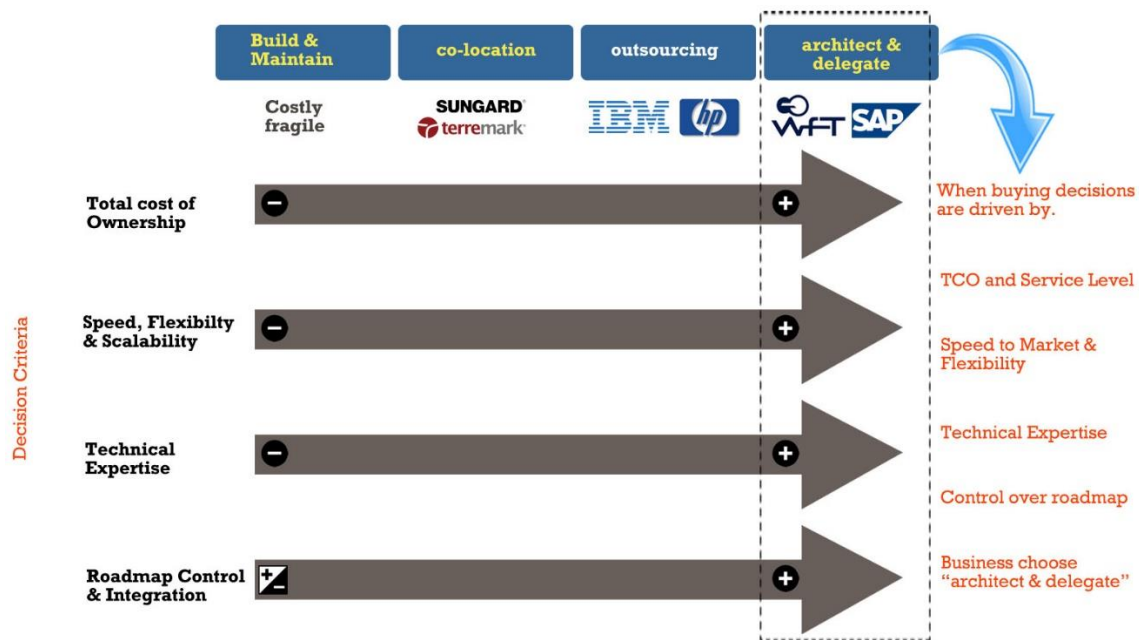 Build &
Maintain
co-location
outsourcing
architect &
delegate
Costly
fragile
SUNGARD®
terremark
IBM
hp
WFT
SAP
Total cost of
Ownership
When buying decisions
are driven by.
TCO and Service Level
Speed, Flexibilty
& Scalability
Speed to Market &
Flexibility
Decision Criteria
Technical
Expertise
Technical Expertise
Control over roadmap
Roadmap Control
& Integration
Business choose
“architect & delegate”